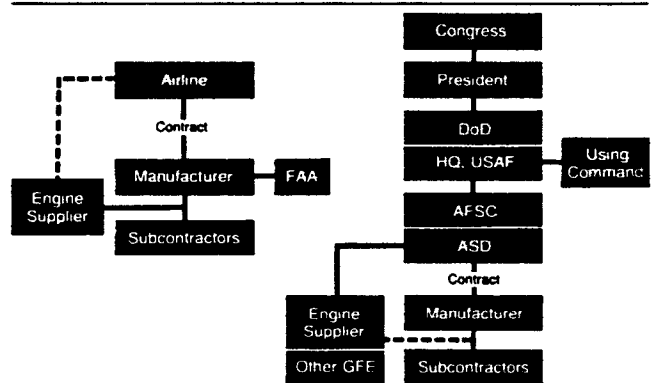 Airline
Contract
Manufacturer
FAA
Engine
Supplier
Subcontractors
Congress
President
DoD
HQ. USAF
Using
Command
AFSC
ASD
Contract
Engine
Supplier
Manufacturer
Other GFE
Subcontractors